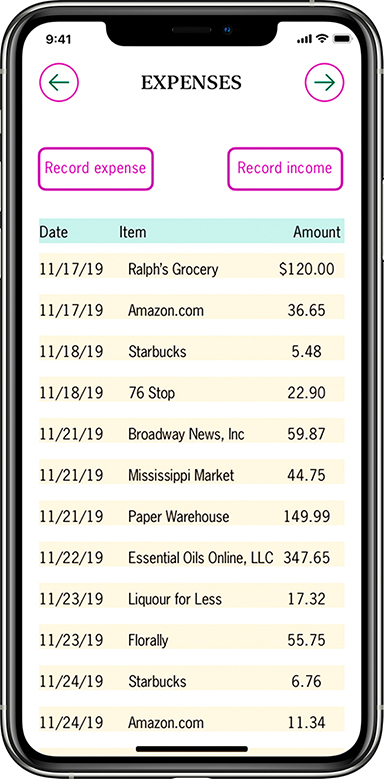 9:41
EXPENSES
Record expense Record income
Date Item Amount
11/17/19 Ralph's Grocery $120.00
11/17/19 Amazon.com 36.65
11/18/19 Starbucks 5.48
11/18/19 76 Stop 22.90
11/21/19 Broadway News, Inc 59.87
11/21/19 Mississippi Market 44.75
11/21/19 Paper Warehouse 149.99
11/22/19 Essential Oils Online, LLC 347.65
11/23/19 Liquour for Less 17.32
11/23/19 Florally 55.75
11/24/19 Starbucks 6.76
11/24/19 Amazon.com 11.34